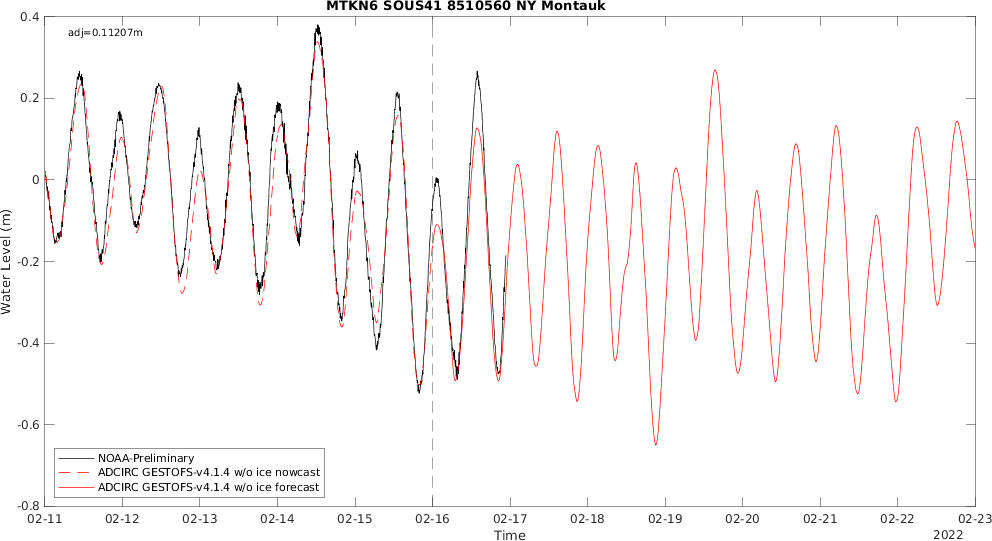 MTKN6 SOUS41 8510560 NY Montauk
adj=0.11207m
0.4
0.2
0
-0.2
-0.4
-0.6
-0.8
Water Level (m)
NOAA-Preliminary
ADCIRC GESTOFS-v4.1.4 w/o ice nowcast
ADCIRC GESTOFS-v4.1.4 w/o ice forecast
02-11 02-12 02-13 02-14 02-15 02-16 02-17 02-18 02-19 02-20 02-21 02-22 02-23
Time
2022